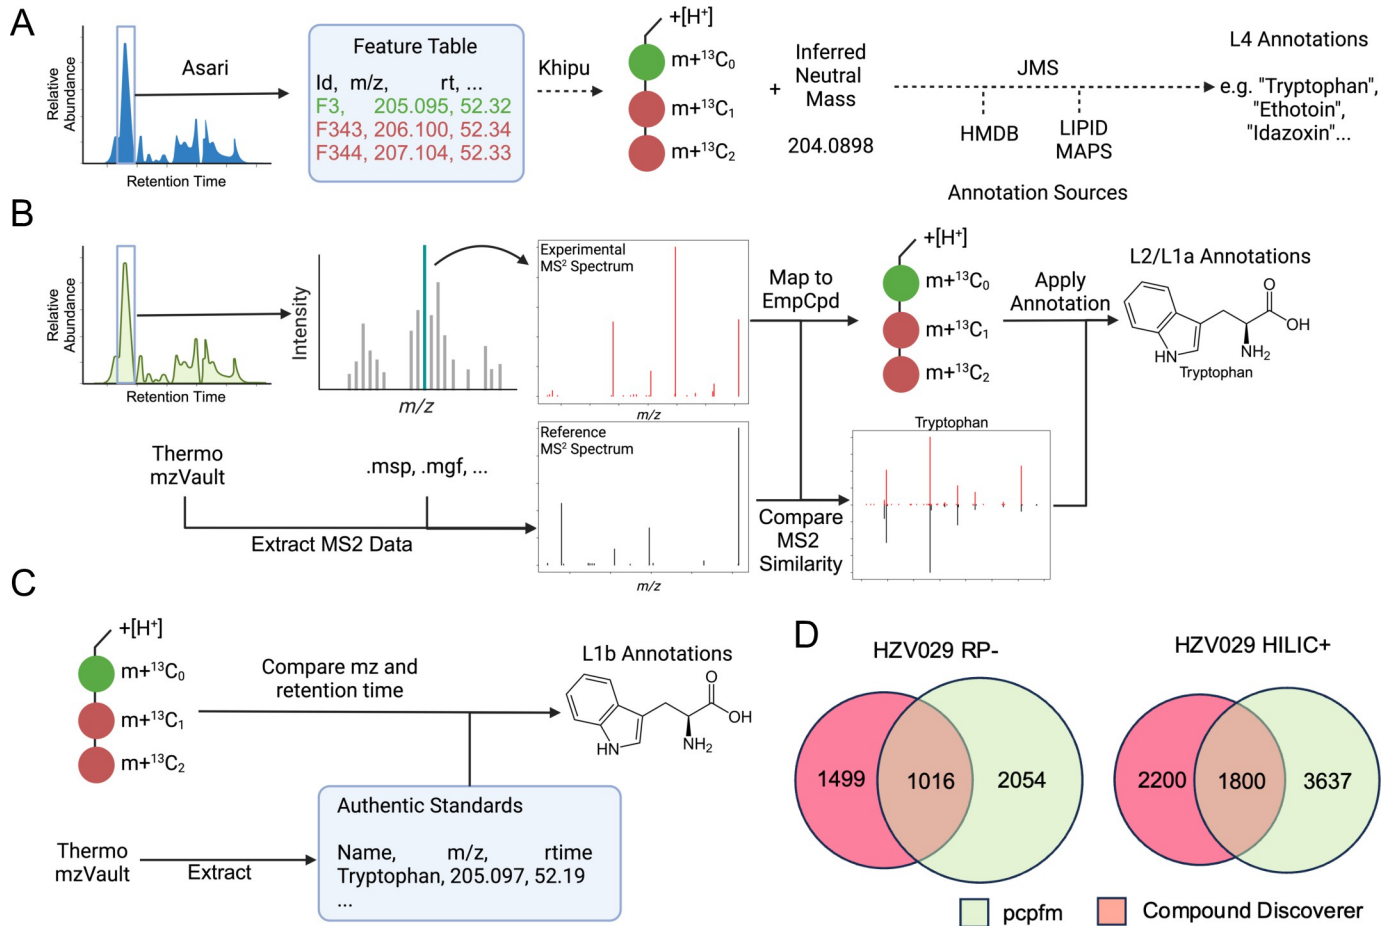 A
Relative
Abundance
Retention Time
Asari
Feature Table
Id, m/z, rt, ...
F3, 205.095, 52.32
F343, 206.100, 52.34
F344, 207.104, 52.33
Khipu
+[H⁺]
m+¹³C₀
m+¹³C₁
m+¹³C₂
+
Inferred
Neutral
Mass
204.0898
JMS
HMDB
LIPID
MAPS
Annotation Sources
L4 Annotations
e.g. "Tryptophan",
"Ethotoin",
"Idazoxin"...
B
Relative
Abundance
Retention Time
Intensity
m/z
Experimental
MS² Spectrum
m/z
Map to
EmpCpd
+[H⁺]
m+¹³C₀
m+¹³C₁
m+¹³C₂
Apply
Annotation
L2/L1a Annotations
O
OH
NH₂
HN
Tryptophan
Thermo
mzVault
.msp, .mgf, ...
Extract MS2 Data
Reference
MS² Spectrum
m/z
Compare
MS2
Similarity
Tryptophan
C
+[H⁺]
m+¹³C₀
m+¹³C₁
m+¹³C₂
Compare mz and
retention time
L1b Annotations
O
OH
NH₂
HN
Thermo
mzVault
Extract
Authentic Standards
Name, m/z, rtime
Tryptophan, 205.097, 52.19
...
D
HZV029 RP-
1499 1016 2054
HZV029 HILIC+
2200 1800 3637
pcpfm
Compound Discoverer